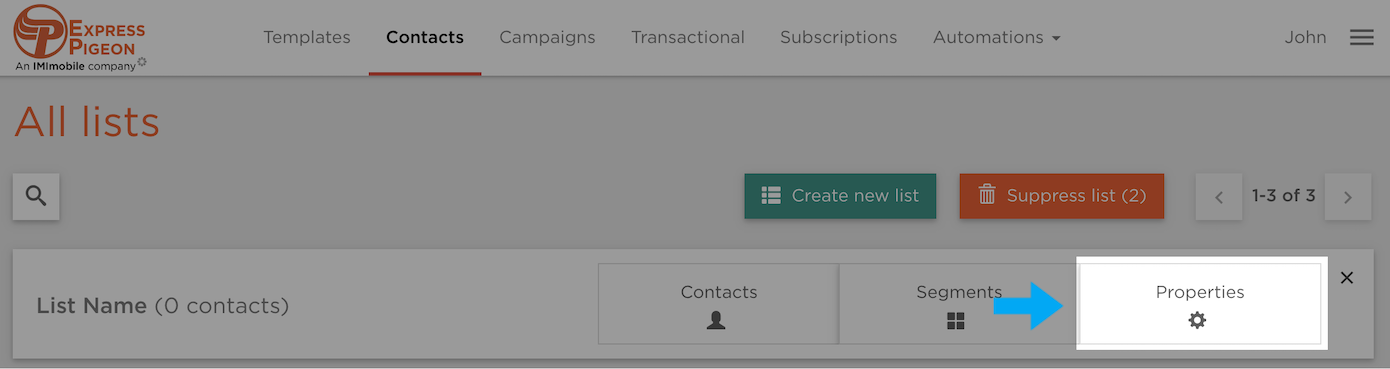 EXPRESS
PIGEON
An IMImobile company
Templates Contacts Campaigns Transactional Subscriptions Automations John
All lists
Create new list Suppress list (2) 1-3 of 3
List Name (0 contacts) Contacts Segments Properties